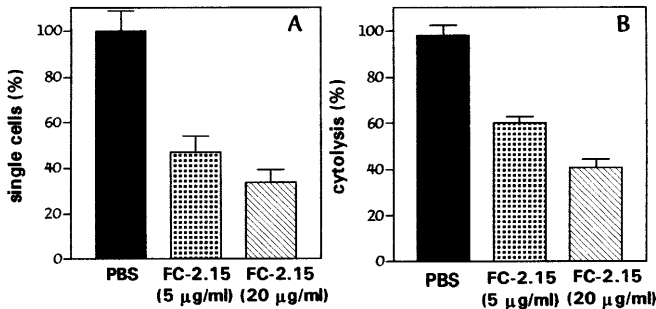 A
single cells (%)
100
80
60
40
20
0
PBS
FC-2.15
(5 µg/ml)
FC-2.15
(20 µg/ml)
B
cytolysis (%)
100
80
60
40
20
0
PBS
FC-2.15
(5 µg/ml)
FC-2.15
(20 µg/ml)